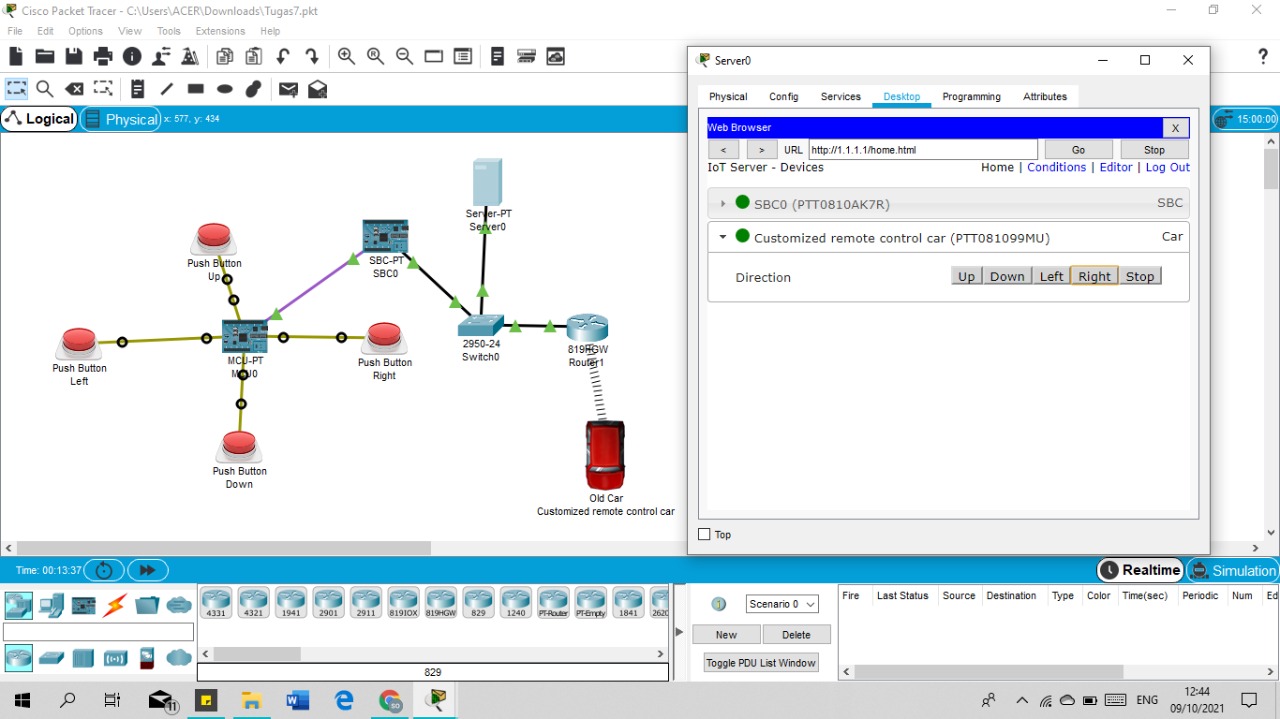 Cisco Packet Tracer - C:\Users\ACER\Downloads\Tugas7.pkt
File Edit Options View Tools Extensions Help
?
Logical Physical x: 577, y: 434
15:00:00
Server0
Physical Config Services Desktop Programming Attributes
Web Browser X
< > URL http://1.1.1.1/home.html Go Stop
IoT Server - Devices Home | Conditions | Editor | Log Out
SBC0 (PTT0810AK7R) SBC
Customized remote control car (PTT081099MU) Car
Direction Up Down Left Right Stop
Top
Server-PT
Server0
SBC-PT
SBC0
Push Button
Up
2950-24
Switch0
819HGW
Router1
MCU-PT
MCU0
Push Button
Left
Push Button
Right
Push Button
Down
Old Car
Customized remote control car
Time: 00:13:37
Realtime Simulation
4331 4321 1941 2901 2911 819IOX 819HGW 829 1240 PT-Router PT-Empty 1841 2620
829
Scenario 0
New Delete
Toggle PDU List Window
Fire Last Status Source Destination Type Color Time(sec) Periodic Num Ed
11
ENG
12:44
09/10/2021